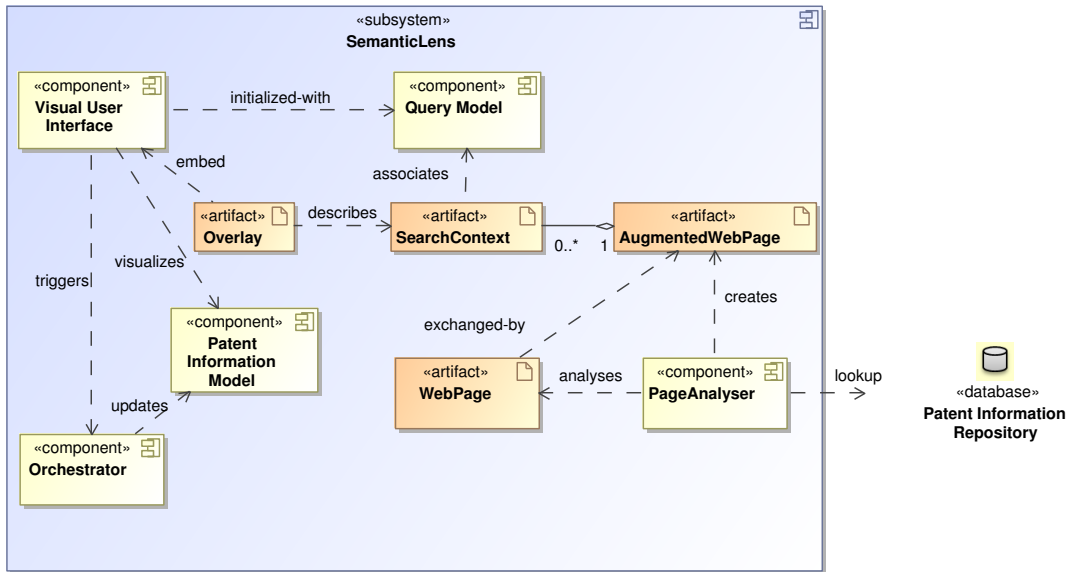 «subsystem»
SemanticLens
«component»
Visual User
Interface
initialized-with
«component»
Query Model
embed
associates
«artifact»
Overlay
describes
«artifact»
SearchContext
0..*
1
«artifact»
AugmentedWebPage
visualizes
triggers
creates
«component»
Patent
Information
Model
exchanged-by
«artifact»
WebPage
analyses
«component»
PageAnalyser
lookup
«database»
Patent Information
Repository
updates
«component»
Orchestrator